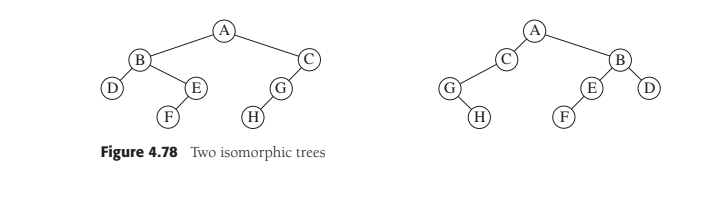 A A
B C C B
D E G G E D
F H H F
Figure 4.78 Two isomorphic trees